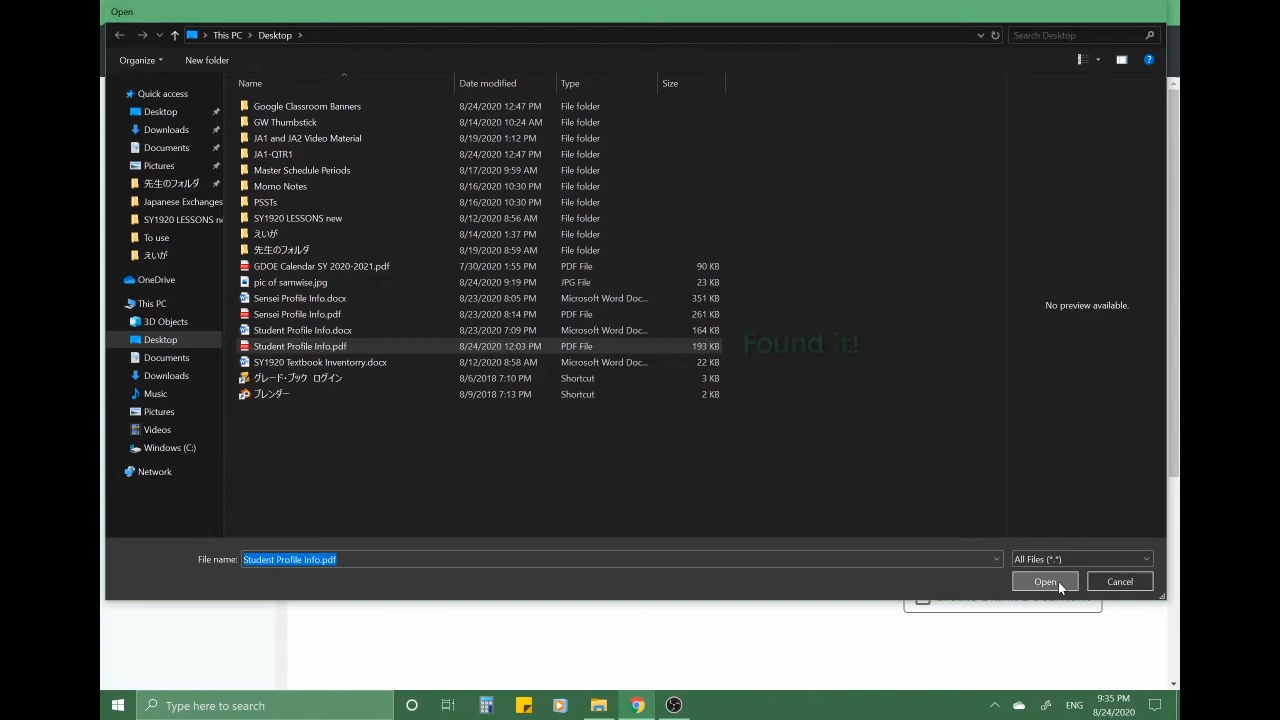 Open
This PC
Desktop
Search Desktop
Organize
New folder
Name
Date modified
Type
Size
Quick access
Desktop
Downloads
Documents
Pictures
先生のフォルダ
Japanese Exchanges
SY1920 LESSONS
To use
えいが
OneDrive
This PC
3D Objects
Desktop
Documents
Downloads
Music
Pictures
Videos
Windows (C:)
Network
Google Classroom Banners 8/24/2020 12:47 PM File folder
GW Thumbstick 8/14/2020 10:24 AM File folder
JA1 and JA2 Video Material 8/19/2020 1:12 PM File folder
JA1-QTR1 8/24/2020 12:47 PM File folder
Master Schedule Periods 8/17/2020 9:59 AM File folder
Momo Notes 8/16/2020 10:30 PM File folder
PSSTs 8/16/2020 10:30 PM File folder
SY1920 LESSONS new 8/12/2020 8:56 AM File folder
えいが 8/14/2020 1:37 PM File folder
先生のフォルダ 8/19/2020 8:59 AM File folder
GDOE Calendar SY 2020-2021.pdf 7/30/2020 1:55 PM PDF File 90 KB
pic of samwise.jpg 8/24/2020 9:19 PM JPG File 23 KB
Sensei Profile Info.docx 8/23/2020 8:05 PM Microsoft Word Doc... 351 KB
Sensei Profile Info.pdf 8/23/2020 8:14 PM PDF File 261 KB
Student Profile Info.docx 8/23/2020 7:09 PM Microsoft Word Doc... 164 KB
Student Profile Info.pdf 8/24/2020 12:03 PM PDF File 193 KB
SY1920 Textbook Inventorry.docx 8/12/2020 8:58 AM Microsoft Word Doc... 22 KB
グレード・ブック ログイン 8/6/2018 7:10 PM Shortcut 3 KB
ブレンダー 8/9/2018 7:13 PM Shortcut 2 KB
No preview available.
Found it!
File name: Student Profile Info.pdf
All Files (*.*)
Open
Cancel
Type here to search
ENG
9:35 PM
8/24/2020